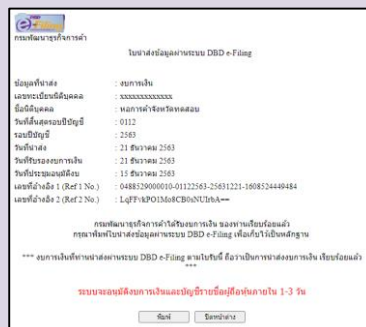 e-Filing
กรมพัฒนาธุรกิจการค้า
ใบนำส่งข้อมูลผ่านระบบ DBD e-Filing
ข้อมูลที่นำส่ง : งบการเงิน
เลขทะเบียนนิติบุคคล : xxxxxxxxxxxxx
ชื่อนิติบุคคล : หอการค้าจังหวัดทดสอบ
วันที่สิ้นสุดรอบปีบัญชี : 0112
รอบปีบัญชี : 2563
วันที่นำส่ง : 21 ธันวาคม 2563
วันที่รับรองงบการเงิน : 21 ธันวาคม 2563
วันที่ประชุมอนุมัติงบ : 15 ธันวาคม 2563
เลขที่อ้างอิง 1 (Ref 1 No.) : 0488529000010-01122563-25631221-1608524449484
เลขที่อ้างอิง 2 (Ref 2 No.) : LqFFvkPO1Mo8CB0sNUIrbA==
กรมพัฒนาธุรกิจการค้าได้รับงบการเงิน ของท่านเรียบร้อยแล้ว
กรุณาพิมพ์ใบนำส่งข้อมูลผ่านระบบ DBD e-Filing เพื่อเก็บไว้เป็นหลักฐาน
*** งบการเงินที่ท่านนำส่งผ่านระบบ DBD e-Filing ตามใบรับนี้ ถือว่าเป็นการนำส่งงบการเงิน เรียบร้อยแล้ว
***
ระบบจะอนุมัติงบการเงินและบัญชีรายชื่อผู้ถือหุ้นภายใน 1-3 วัน
พิมพ์ ปิดหน้าต่าง